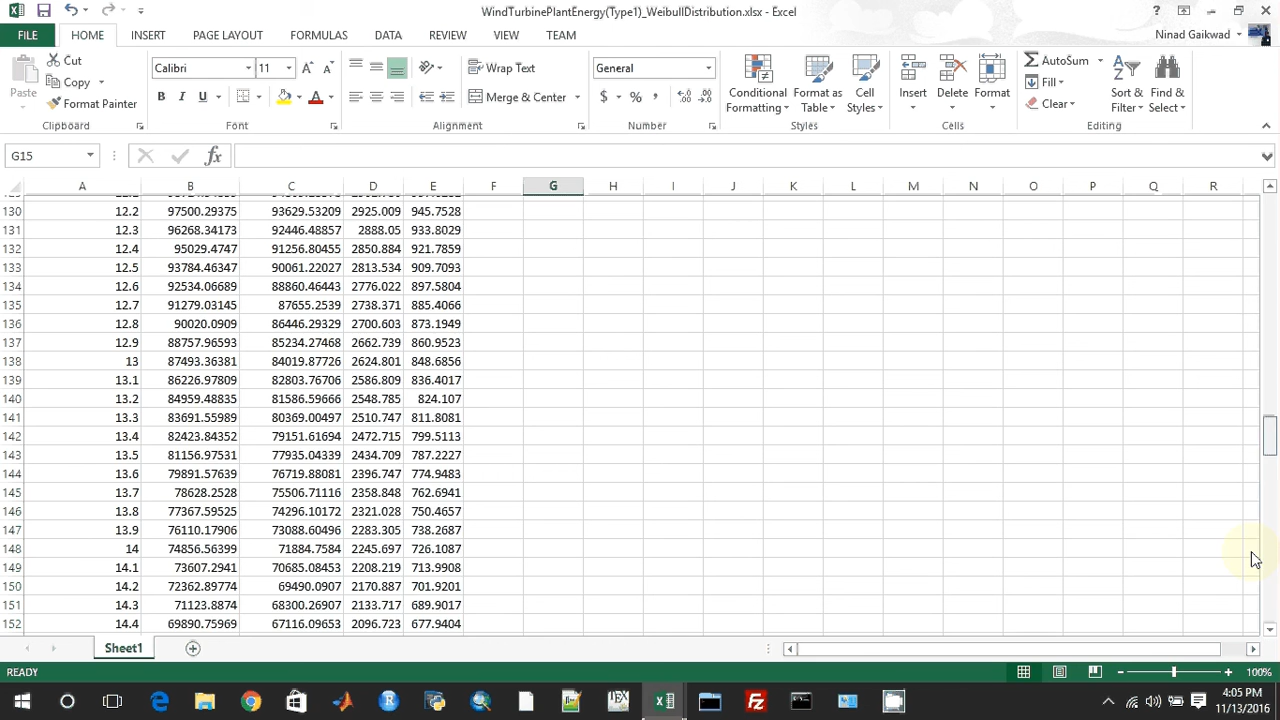 WindTurbinePlantEnergy(Type1)_WeibullDistribution.xlsx - Excel
FILE HOME INSERT PAGE LAYOUT FORMULAS DATA REVIEW VIEW TEAM Ninad Gaikwad
Paste Cut Copy Format Painter Clipboard
Calibri 11 B I U A Font
Wrap Text Merge & Center Alignment
General $ % , Number
Conditional Formatting Format as Table Cell Styles Styles
Insert Delete Format Cells
AutoSum Fill Clear Sort & Filter Find & Select Editing
G15 fx
A B C D E F G H I J K L M N O P Q R
130 12.2 97500.29375 93629.53209 2925.009 945.7528
131 12.3 96268.34173 92446.48857 2888.05 933.8029
132 12.4 95029.4747 91256.80455 2850.884 921.7859
133 12.5 93784.46347 90061.22027 2813.534 909.7093
134 12.6 92534.06689 88860.46443 2776.022 897.5804
135 12.7 91279.03145 87655.2539 2738.371 885.4066
136 12.8 90020.0909 86446.29329 2700.603 873.1949
137 12.9 88757.96593 85234.27468 2662.739 860.9523
138 13 87493.36381 84019.87726 2624.801 848.6856
139 13.1 86226.97809 82803.76706 2586.809 836.4017
140 13.2 84959.48835 81586.59666 2548.785 824.107
141 13.3 83691.55989 80369.00497 2510.747 811.8081
142 13.4 82423.84352 79151.61694 2472.715 799.5113
143 13.5 81156.97531 77935.04339 2434.709 787.2227
144 13.6 79891.57639 76719.88081 2396.747 774.9483
145 13.7 78628.2528 75506.71116 2358.848 762.6941
146 13.8 77367.59525 74296.10172 2321.028 750.4657
147 13.9 76110.17906 73088.60496 2283.305 738.2687
148 14 74856.56399 71884.7584 2245.697 726.1087
149 14.1 73607.2941 70685.08453 2208.219 713.9908
150 14.2 72362.89774 69490.0907 2170.887 701.9201
151 14.3 71123.8874 68300.26907 2133.717 689.9017
152 14.4 69890.75969 67116.09653 2096.723 677.9404
Sheet1
READY 100%
4:05 PM
11/13/2016